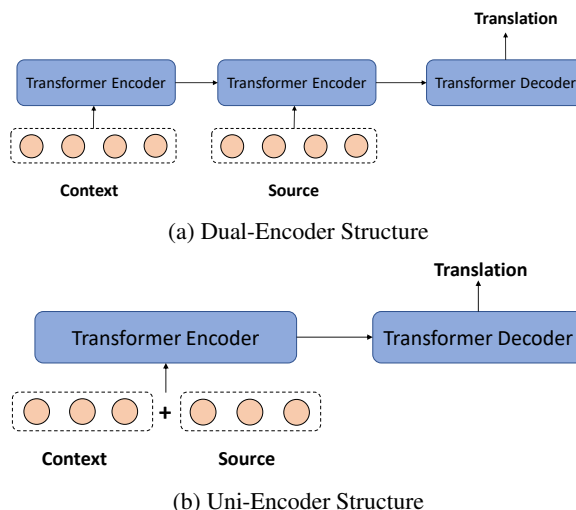 Translation
Transformer Encoder Transformer Encoder Transformer Decoder
Context Source
(a) Dual-Encoder Structure
Translation
Transformer Encoder Transformer Decoder
+
Context Source
(b) Uni-Encoder Structure